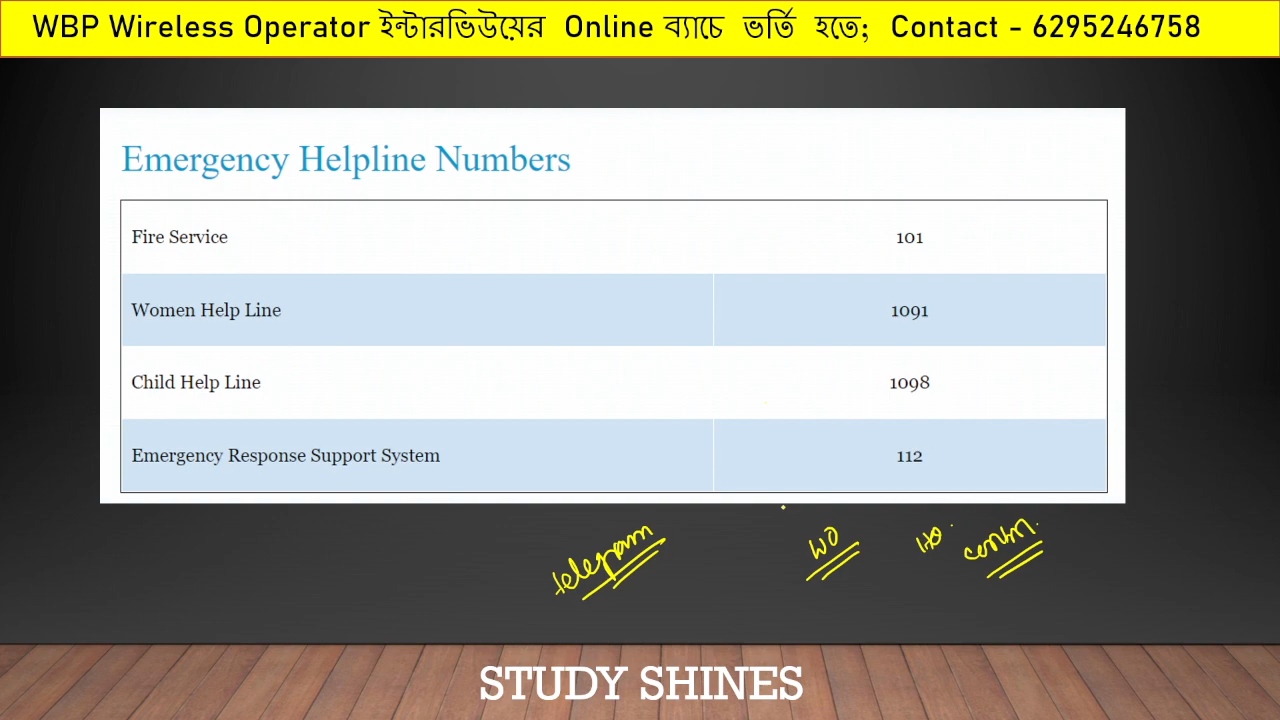 WBP Wireless Operator ইন্টারভিউয়ের Online ব্যাচে ভর্তি হতে; Contact - 6295246758
Emergency Helpline Numbers
Fire Service 101
Women Help Line 1091
Child Help Line 1098
Emergency Response Support System 112
telegram WO
STUDY SHINES